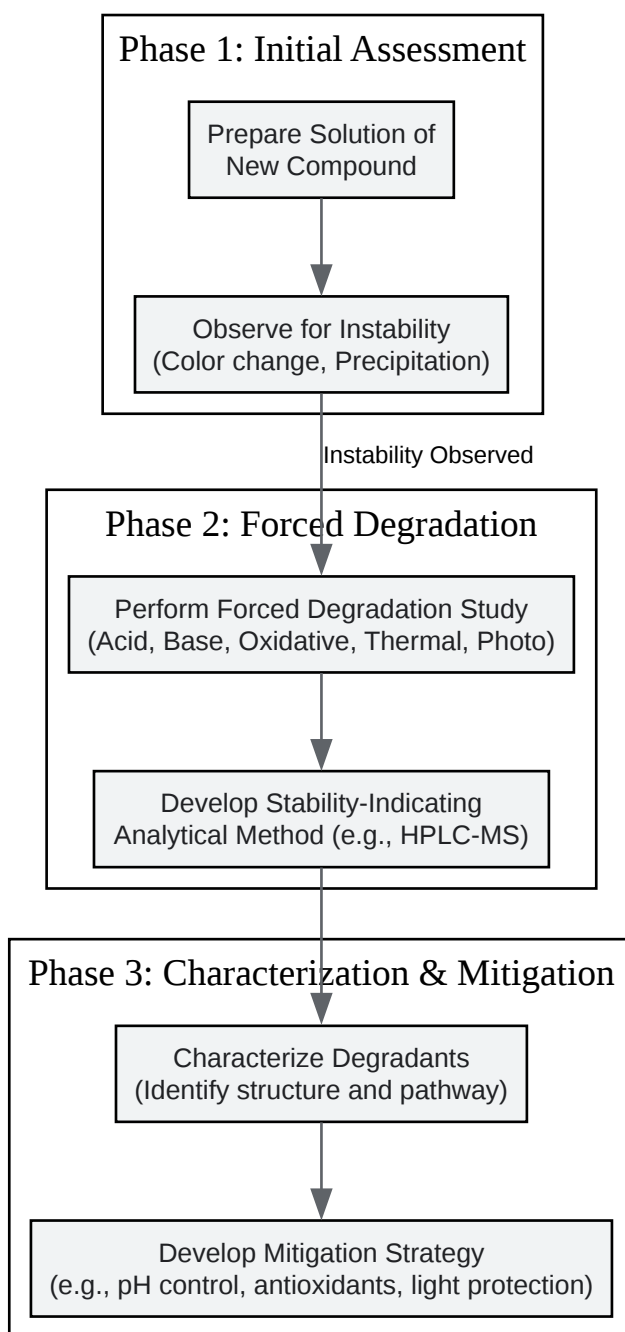 Phase 1: Initial Assessment
Prepare Solution of
New Compound
Observe for Instability
(Color change, Precipitation)
Instability Observed
Phase 2: Forced Degradation
Perform Forced Degradation Study
(Acid, Base, Oxidative, Thermal, Photo)
Develop Stability-Indicating
Analytical Method (e.g., HPLC-MS)
Phase 3: Characterization & Mitigation
Characterize Degradants
(Identify structure and pathway)
Develop Mitigation Strategy
(e.g., pH control, antioxidants, light protection)